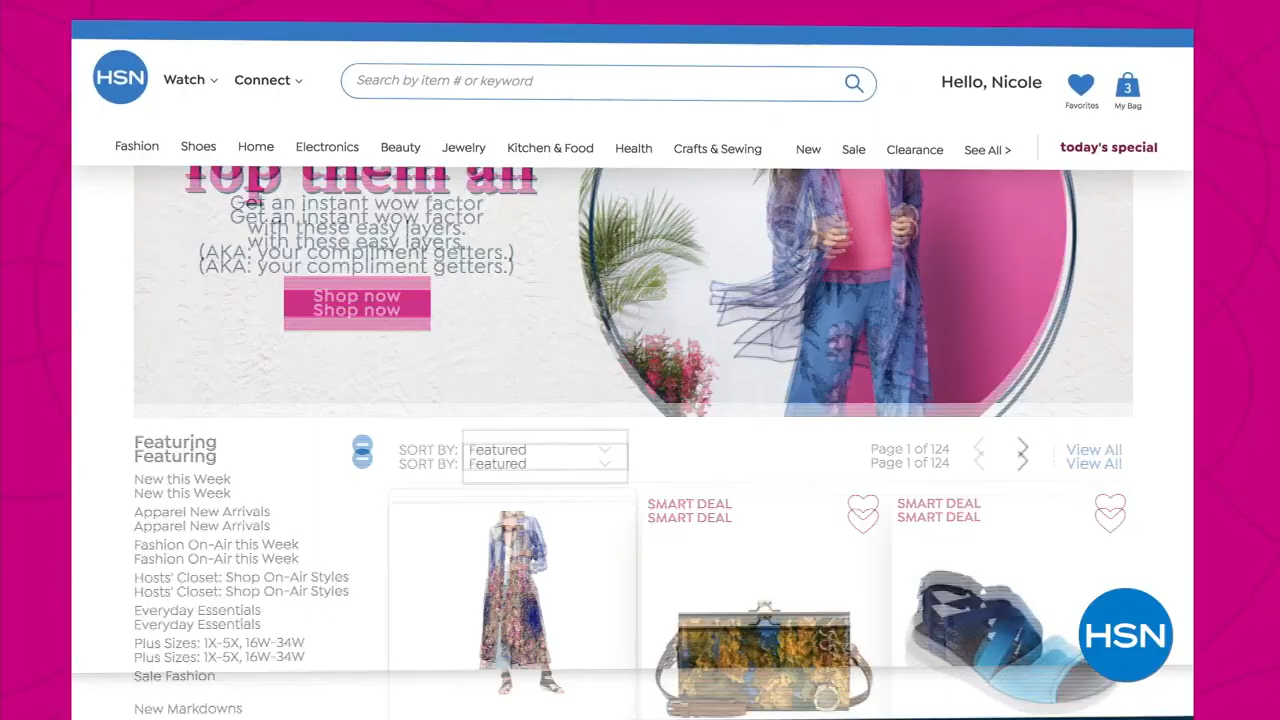 HSN
Watch
Connect
Search by item # or keyword
Hello, Nicole
Favorites
3
My Bag
Fashion
Shoes
Home
Electronics
Beauty
Jewelry
Kitchen & Food
Health
Crafts & Sewing
New
Sale
Clearance
See All >
today's special
Top them all
Get an instant wow factor
with these easy layers.
(AKA: your compliment getters.)
Shop now
Featuring
SORT BY: Featured
Page 1 of 124
View All
New this Week
Apparel New Arrivals
Fashion On-Air this Week
Hosts' Closet: Shop On-Air Styles
Everyday Essentials
Plus Sizes: 1X-5X, 16W-34W
Sale Fashion
New Markdowns
SMART DEAL
SMART DEAL
HSN